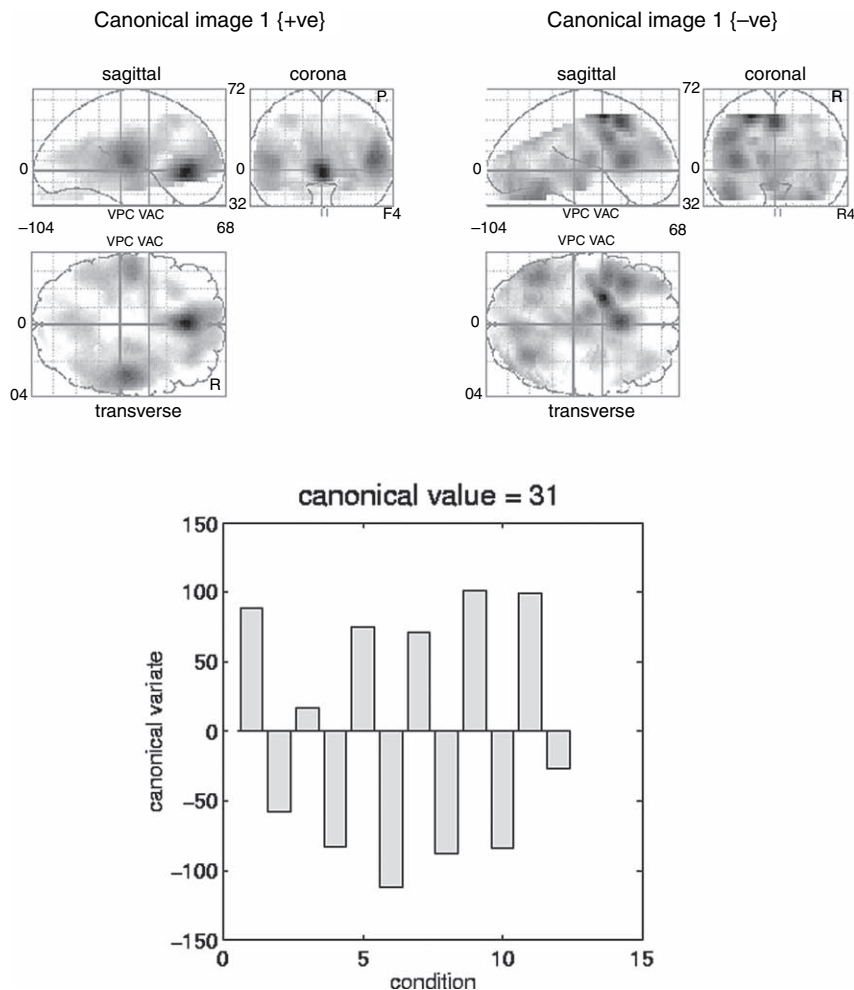 Canonical image 1 {+ve}
sagittal
corona
72
P
0
0
VPC VAC
32
F4
−104
68
VPC VAC
0
R
04
transverse
Canonical image 1 {−ve}
sagittal
coronal
72
R
0
0
VPC VAC
32
R4
−104
68
VPC VAC
0
04
transverse
canonical value = 31
150
100
50
0
−50
−100
−150
canonical variate
0
5
10
15
condition